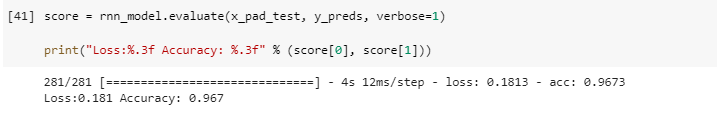 [41] score = rnn_model.evaluate(x_pad_test, y_preds, verbose=1)
print("Loss:%.3f Accuracy: %.3f" % (score[0], score[1]))
281/281 [==============================] - 4s 12ms/step - loss: 0.1813 - acc: 0.9673
Loss:0.181 Accuracy: 0.967